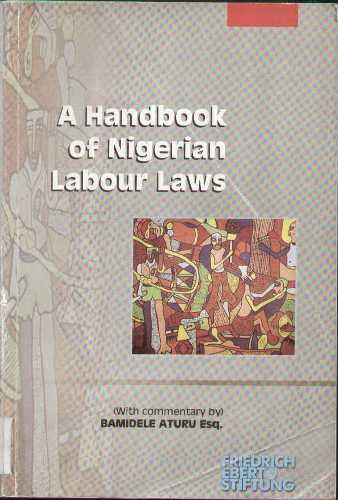 A Handbook
of Nigerian
Labour Laws
(With commentary by)
BAMIDELE ATURU Esq.
FRIEDRICH
EBERT
STIFTUNG